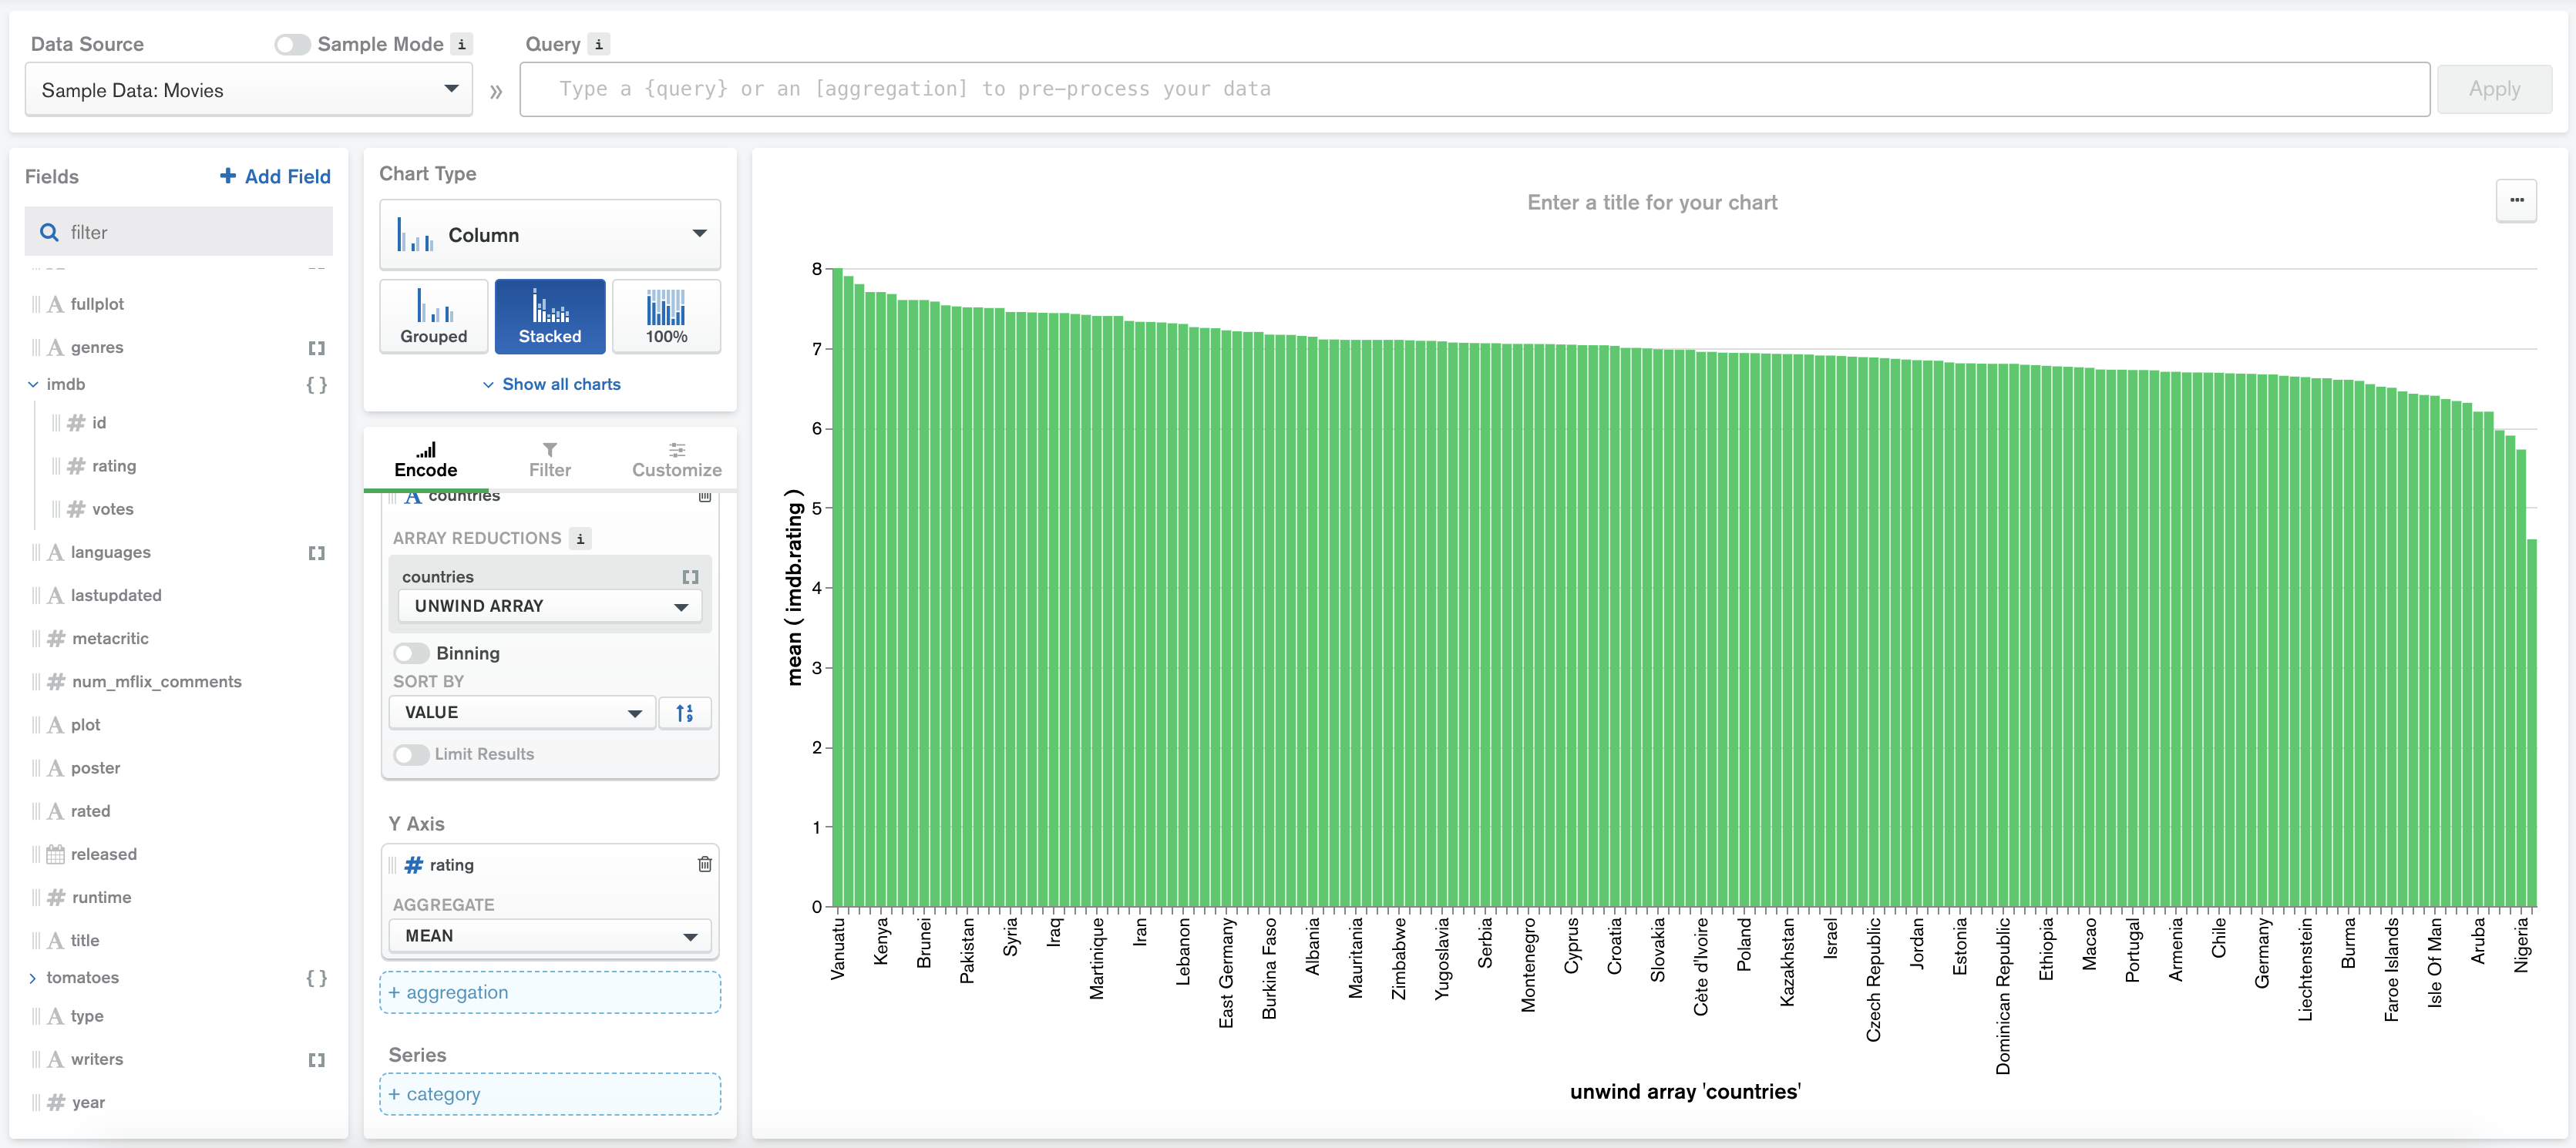 Data Source
Sample Mode i
Query i
Sample Data: Movies
»
Type a {query} or an [aggregation] to pre-process your data
Apply
Fields
+ Add Field
filter
A fullplot
A genres []
imdb {}
# id
# rating
# votes
A languages []
A lastupdated
# metacritic
# num_mflix_comments
A plot
A poster
A rated
released
# runtime
A title
tomatoes {}
A type
A writers []
# year
Chart Type
Column
Grouped
Stacked
100%
Show all charts
Encode
Filter
Customize
A countries
ARRAY REDUCTIONS i
countries []
UNWIND ARRAY
Binning
SORT BY
VALUE
Limit Results
Y Axis
# rating
AGGREGATE
MEAN
+ aggregation
Series
+ category
Enter a title for your chart
...
mean ( imdb.rating )
8
7
6
5
4
3
2
1
0
Vanuatu
Kenya
Brunei
Pakistan
Syria
Iraq
Martinique
Iran
Lebanon
East Germany
Burkina Faso
Albania
Mauritania
Zimbabwe
Yugoslavia
Serbia
Montenegro
Cyprus
Croatia
Slovakia
Cète d'Ivoire
Poland
Kazakhstan
Israel
Czech Republic
Jordan
Estonia
Dominican Republic
Ethiopia
Macao
Portugal
Armenia
Chile
Germany
Liechtenstein
Burma
Faroe Islands
Isle Of Man
Aruba
Nigeria
unwind array 'countries'